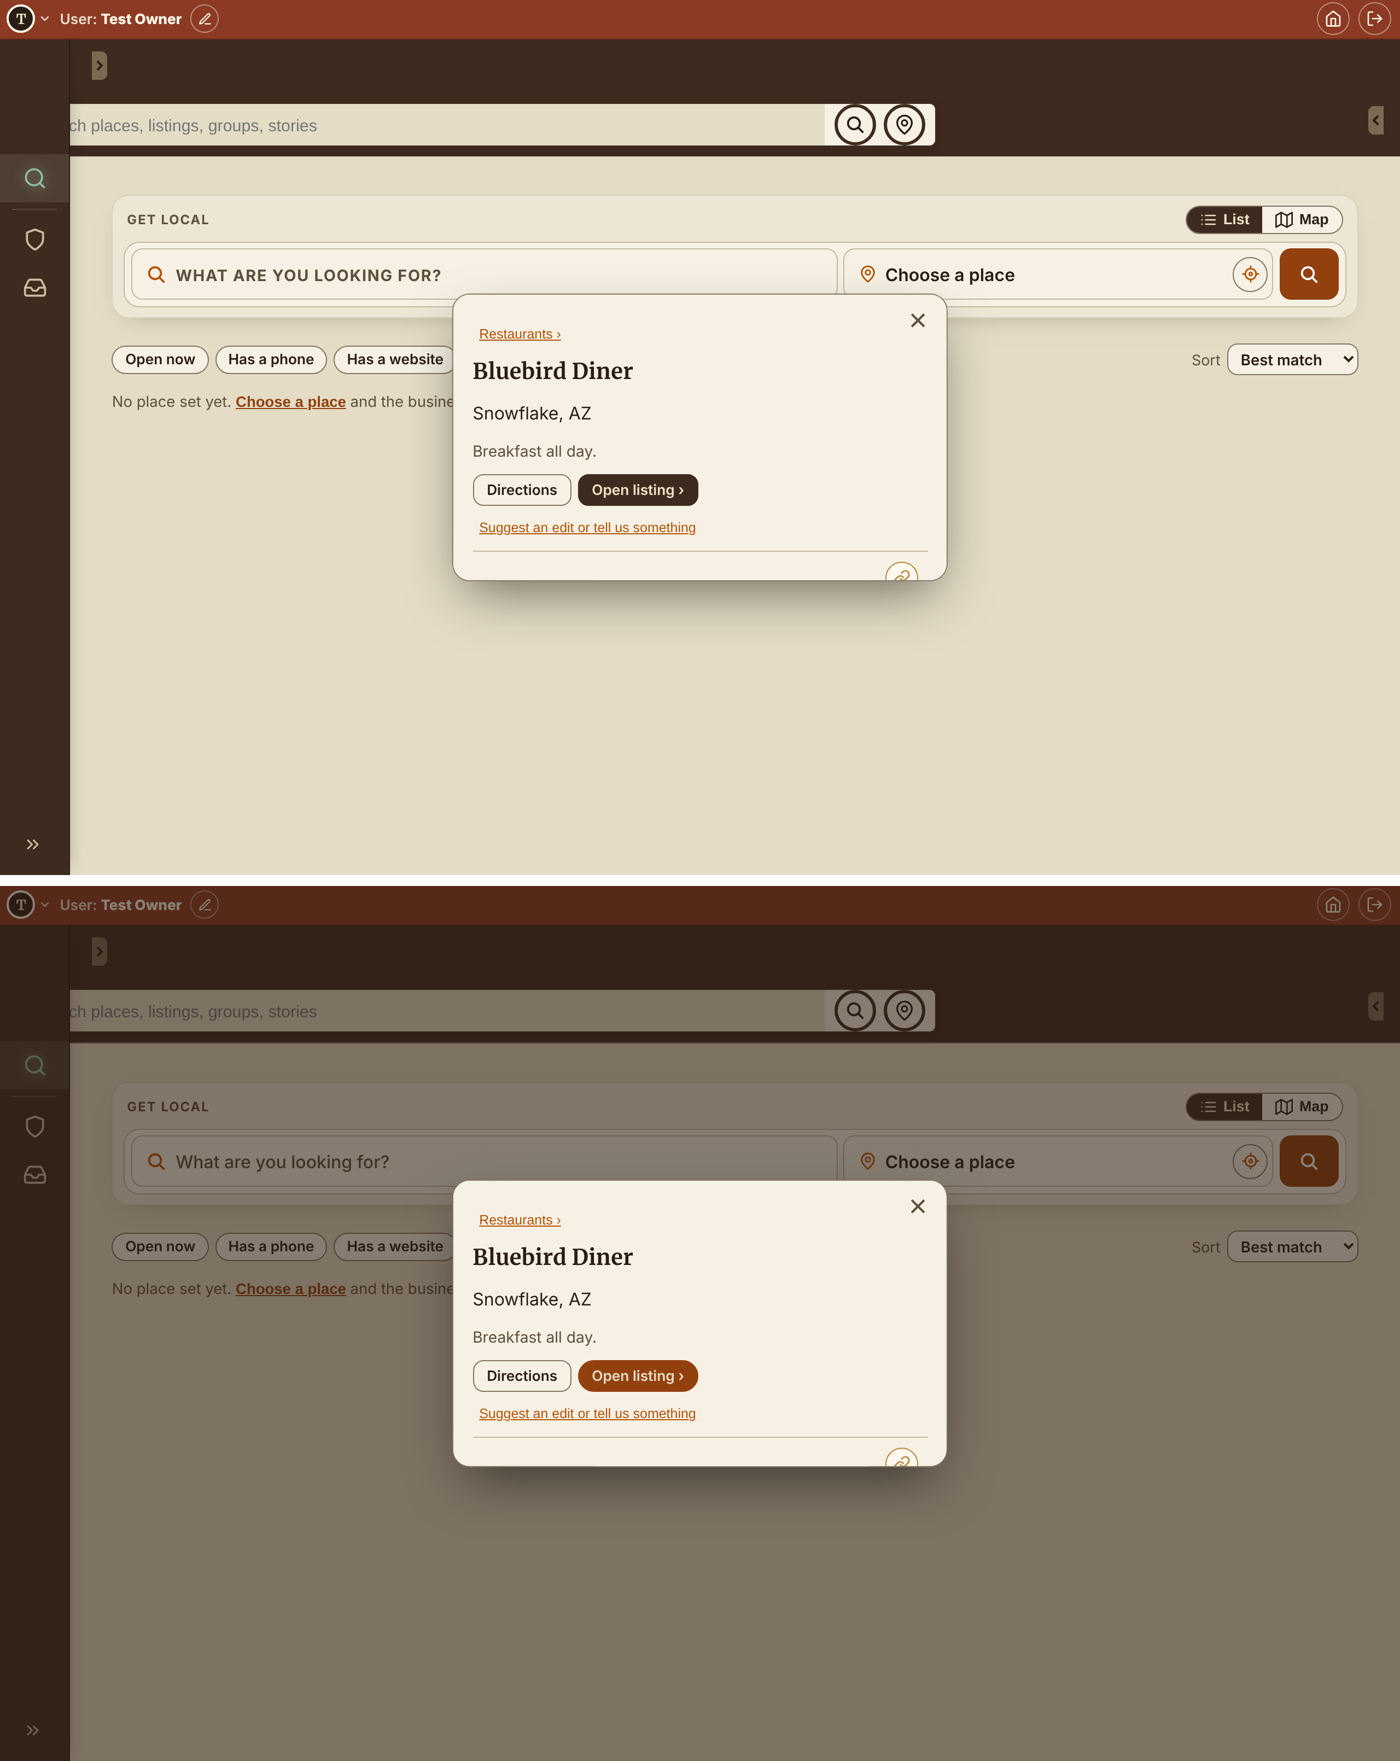 T User: Test Owner
ch places, listings, groups, stories
GET LOCAL
List Map
WHAT ARE YOU LOOKING FOR? Choose a place
Restaurants ›
Open now Has a phone Has a website
Sort Best match
Bluebird Diner
No place set yet. Choose a place and the busine
Snowflake, AZ
Breakfast all day.
Directions Open listing ›
Suggest an edit or tell us something
T User: Test Owner
ch places, listings, groups, stories
GET LOCAL
List Map
What are you looking for? Choose a place
Restaurants ›
Open now Has a phone Has a website
Sort Best match
Bluebird Diner
No place set yet. Choose a place and the busine
Snowflake, AZ
Breakfast all day.
Directions Open listing ›
Suggest an edit or tell us something